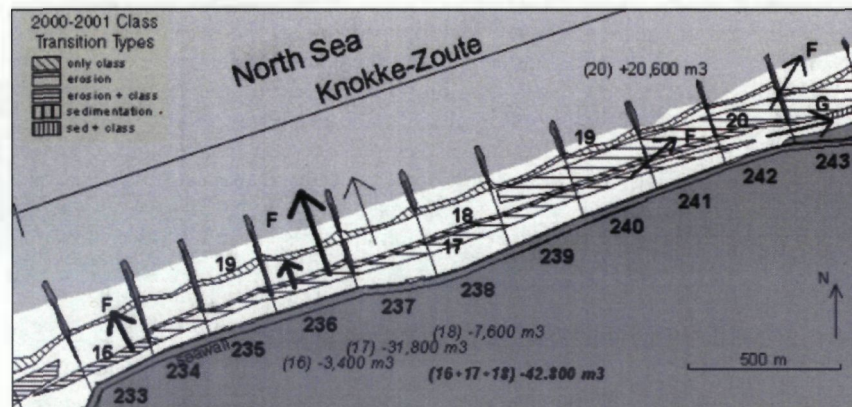 2000-2001 Class
Transition Types
only class
erosion
erosion + class
sedimentation -
sed + class
North Sea
Knokke-Zoute
(20) +20,600 m3
F
G
20
19
F
243
242
241
240
239
238
237
236
235
234
233
18
17
F
19
F
16
seawall
(18) -7,600 m3
(17) -31,800 m3
(16) -3,400 m3
(16+17+18) -42.800 m3
N
500 m